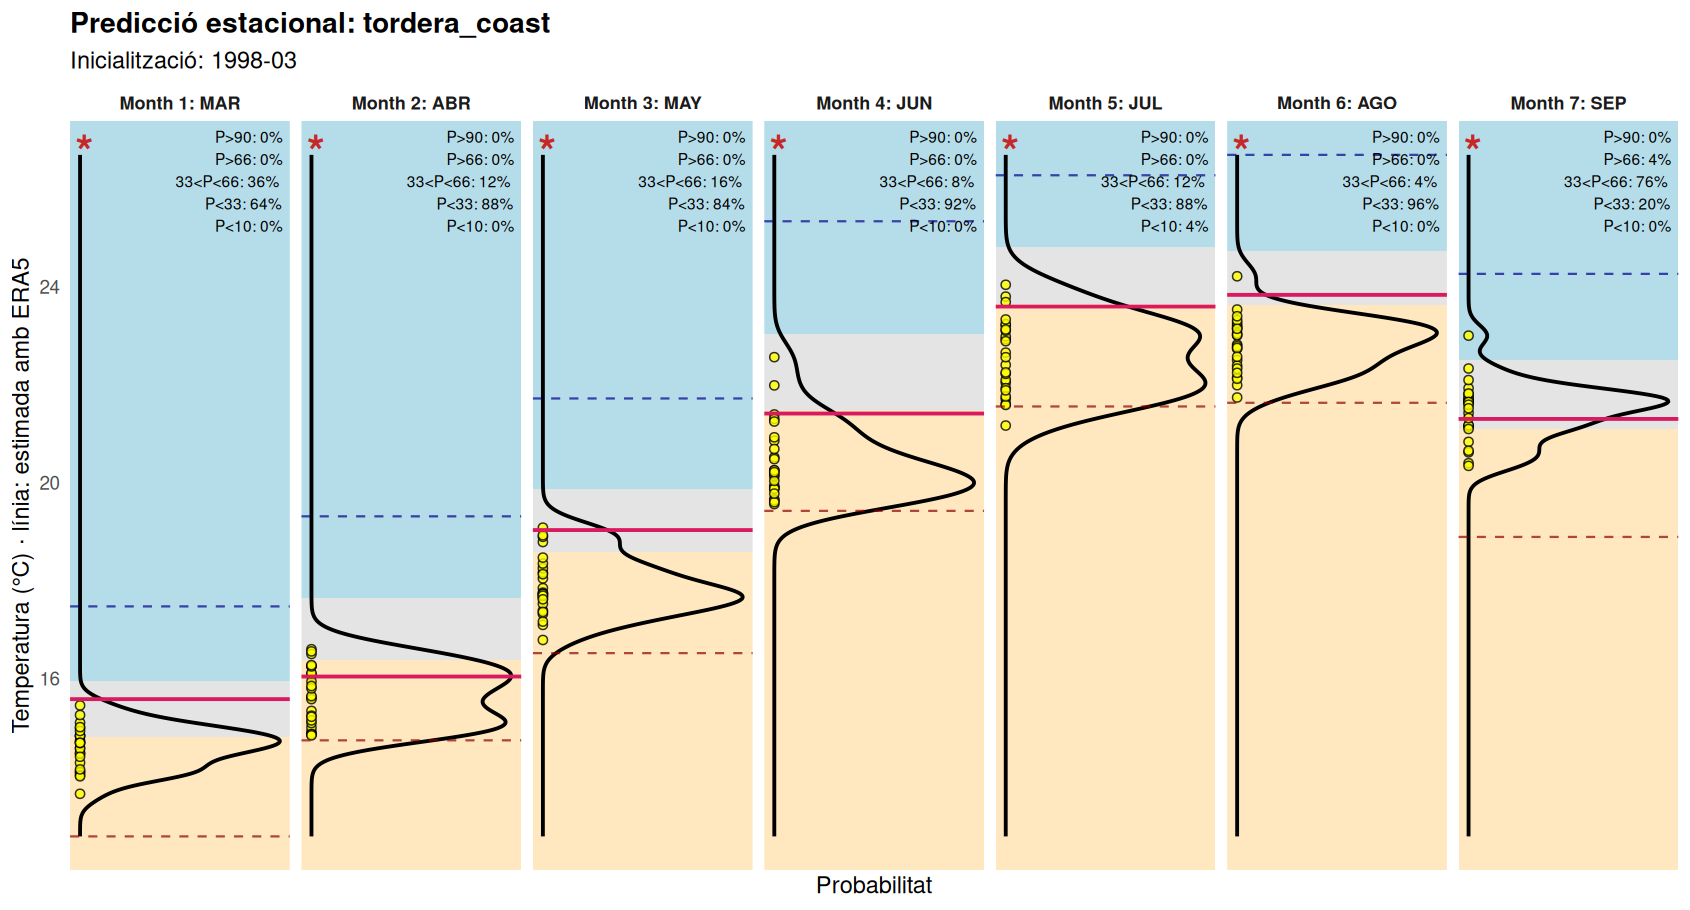 Predicció estacional: tordera_coast
Inicialització: 1998-03
Month 1: MAR
P>90: 0%
P>66: 0%
33<P<66: 36%
P<33: 64%
P<10: 0%
Month 2: ABR
P>90: 0%
P>66: 0%
33<P<66: 12%
P<33: 88%
P<10: 0%
Month 3: MAY
P>90: 0%
P>66: 0%
33<P<66: 16%
P<33: 84%
P<10: 0%
Month 4: JUN
P>90: 0%
P>66: 0%
33<P<66: 8%
P<33: 92%
P<10: 0%
Month 5: JUL
P>90: 0%
P>66: 0%
33<P<66: 12%
P<33: 88%
P<10: 4%
Month 6: AGO
P>90: 0%
P>66: 0%
33<P<66: 4%
P<33: 96%
P<10: 0%
Month 7: SEP
P>90: 0%
P>66: 4%
33<P<66: 76%
P<33: 20%
P<10: 0%
Temperatura (°C) · línia: estimada amb ERA5
24
20
16
Probabilitat